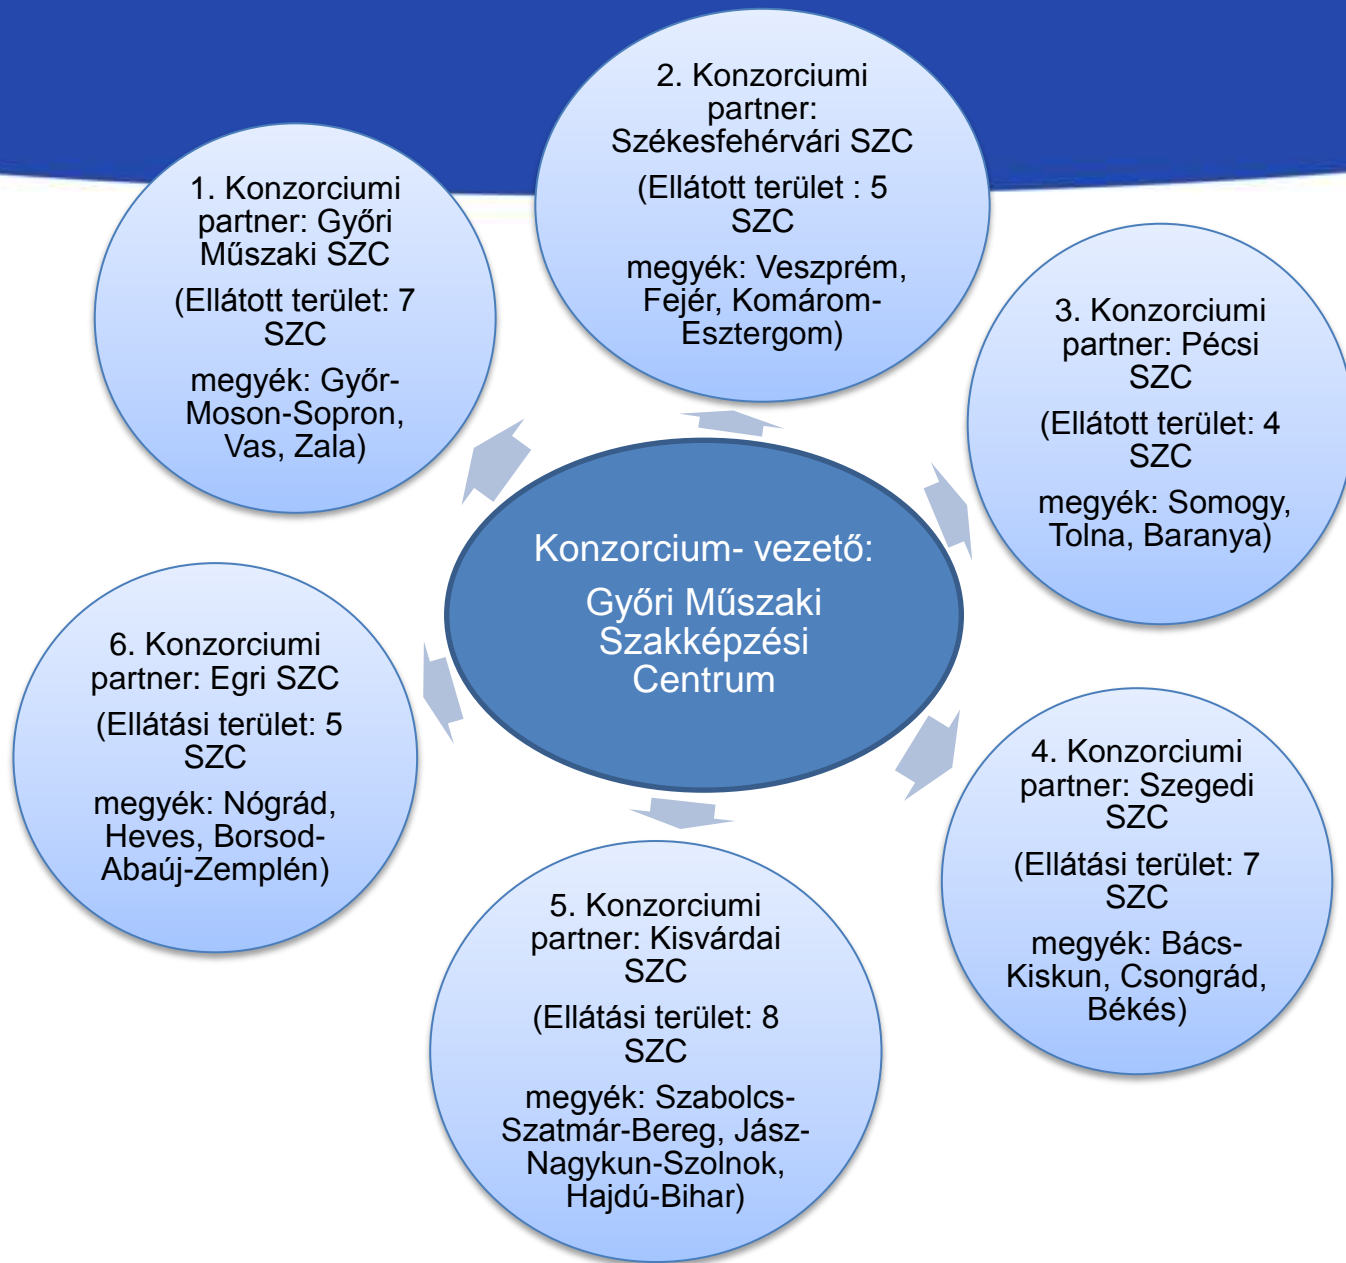 1. Konzorciumi
partner: Győri
Műszaki SZC
(Ellátott terület: 7
SZC
megyék: Győr-
Moson-Sopron,
Vas, Zala)
2. Konzorciumi
partner:
Székesfehérvári SZC
(Ellátott terület : 5
SZC
megyék: Veszprém,
Fejér, Komárom-
Esztergom)
3. Konzorciumi
partner: Pécsi
SZC
(Ellátott terület: 4
SZC
megyék: Somogy,
Tolna, Baranya)
Konzorcium- vezető:
Győri Műszaki
Szakképzési
Centrum
4. Konzorciumi
partner: Szegedi
SZC
(Ellátási terület: 7
SZC
megyék: Bács-
Kiskun, Csongrád,
Békés)
5. Konzorciumi
partner: Kisvárdai
SZC
(Ellátási terület: 8
SZC
megyék: Szabolcs-
Szatmár-Bereg, Jász-
Nagykun-Szolnok,
Hajdú-Bihar)
6. Konzorciumi
partner: Egri SZC
(Ellátási terület: 5
SZC
megyék: Nógrád,
Heves, Borsod-
Abaúj-Zemplén)